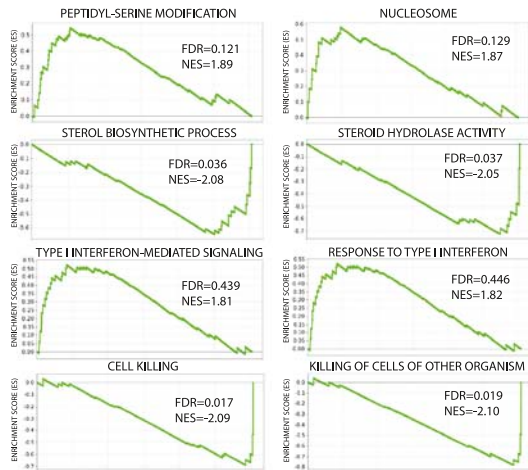 PEPTIDYL-SERINE MODIFICATION
ENRICHMENT SCORE (ES)
FDR=0.121
NES=1.89
NUCLEOSOME
ENRICHMENT SCORE (ES)
FDR=0.129
NES=1.87
STEROL BIOSYNTHETIC PROCESS
ENRICHMENT SCORE (ES)
FDR=0.036
NES=-2.08
STEROID HYDROLASE ACTIVITY
ENRICHMENT SCORE (ES)
FDR=0.037
NES=-2.05
TYPE I INTERFERON-MEDIATED SIGNALING
ENRICHMENT SCORE (ES)
FDR=0.439
NES=1.81
RESPONSE TO TYPE I INTERFERON
ENRICHMENT SCORE (ES)
FDR=0.446
NES=1.82
CELL KILLING
ENRICHMENT SCORE (ES)
FDR=0.017
NES=-2.09
KILLING OF CELLS OF OTHER ORGANISM
ENRICHMENT SCORE (ES)
FDR=0.019
NES=-2.10